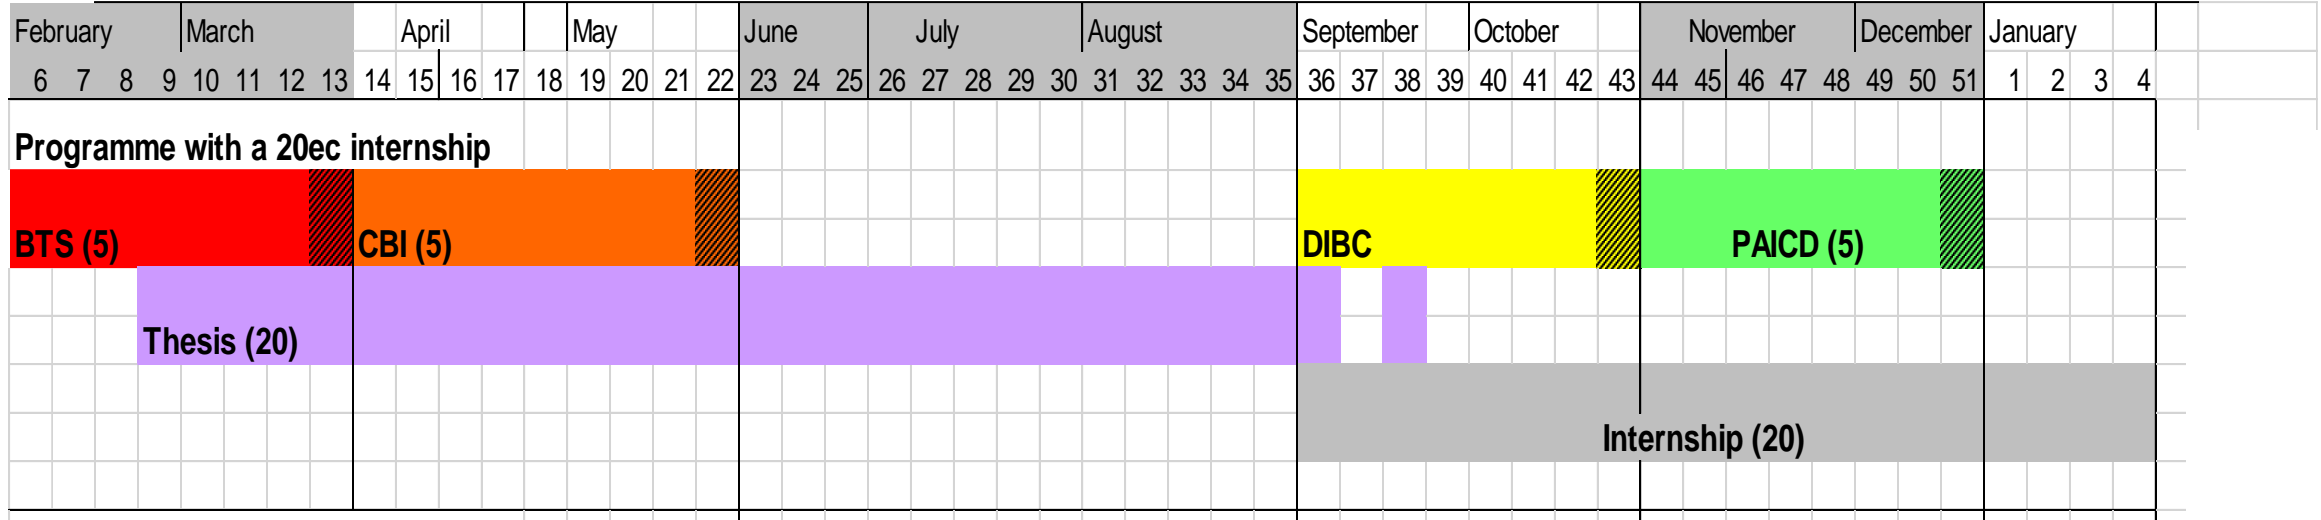 February March April May June July August September October November December January
6 7 8 9 10 11 12 13 14 15 16 17 18 19 20 21 22 23 24 25 26 27 28 29 30 31 32 33 34 35 36 37 38 39 40 41 42 43 44 45 46 47 48 49 50 51 1 2 3 4
Programme with a 20ec internship
BTS (5) CBI (5) DIBC PAICD (5)
Thesis (20)
Internship (20)